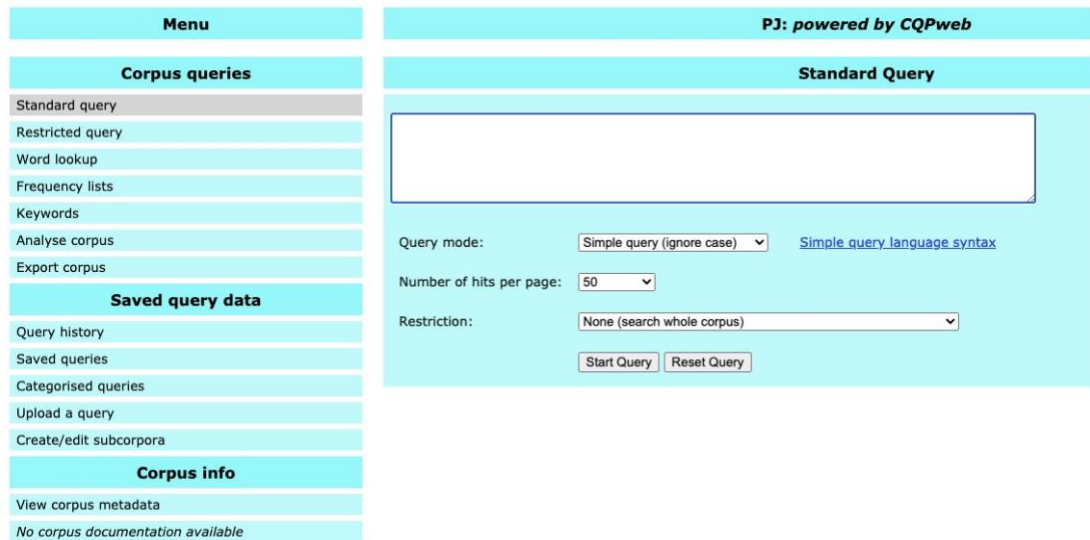 Menu
Corpus queries
Standard query
Restricted query
Word lookup
Frequency lists
Keywords
Analyse corpus
Export corpus
Saved query data
Query history
Saved queries
Categorised queries
Upload a query
Create/edit subcorpora
Corpus info
View corpus metadata
No corpus documentation available
PJ: powered by CQPweb
Standard Query
Query mode: Simple query (ignore case) Simple query language syntax
Number of hits per page: 50
Restriction: None (search whole corpus)
Start Query Reset Query